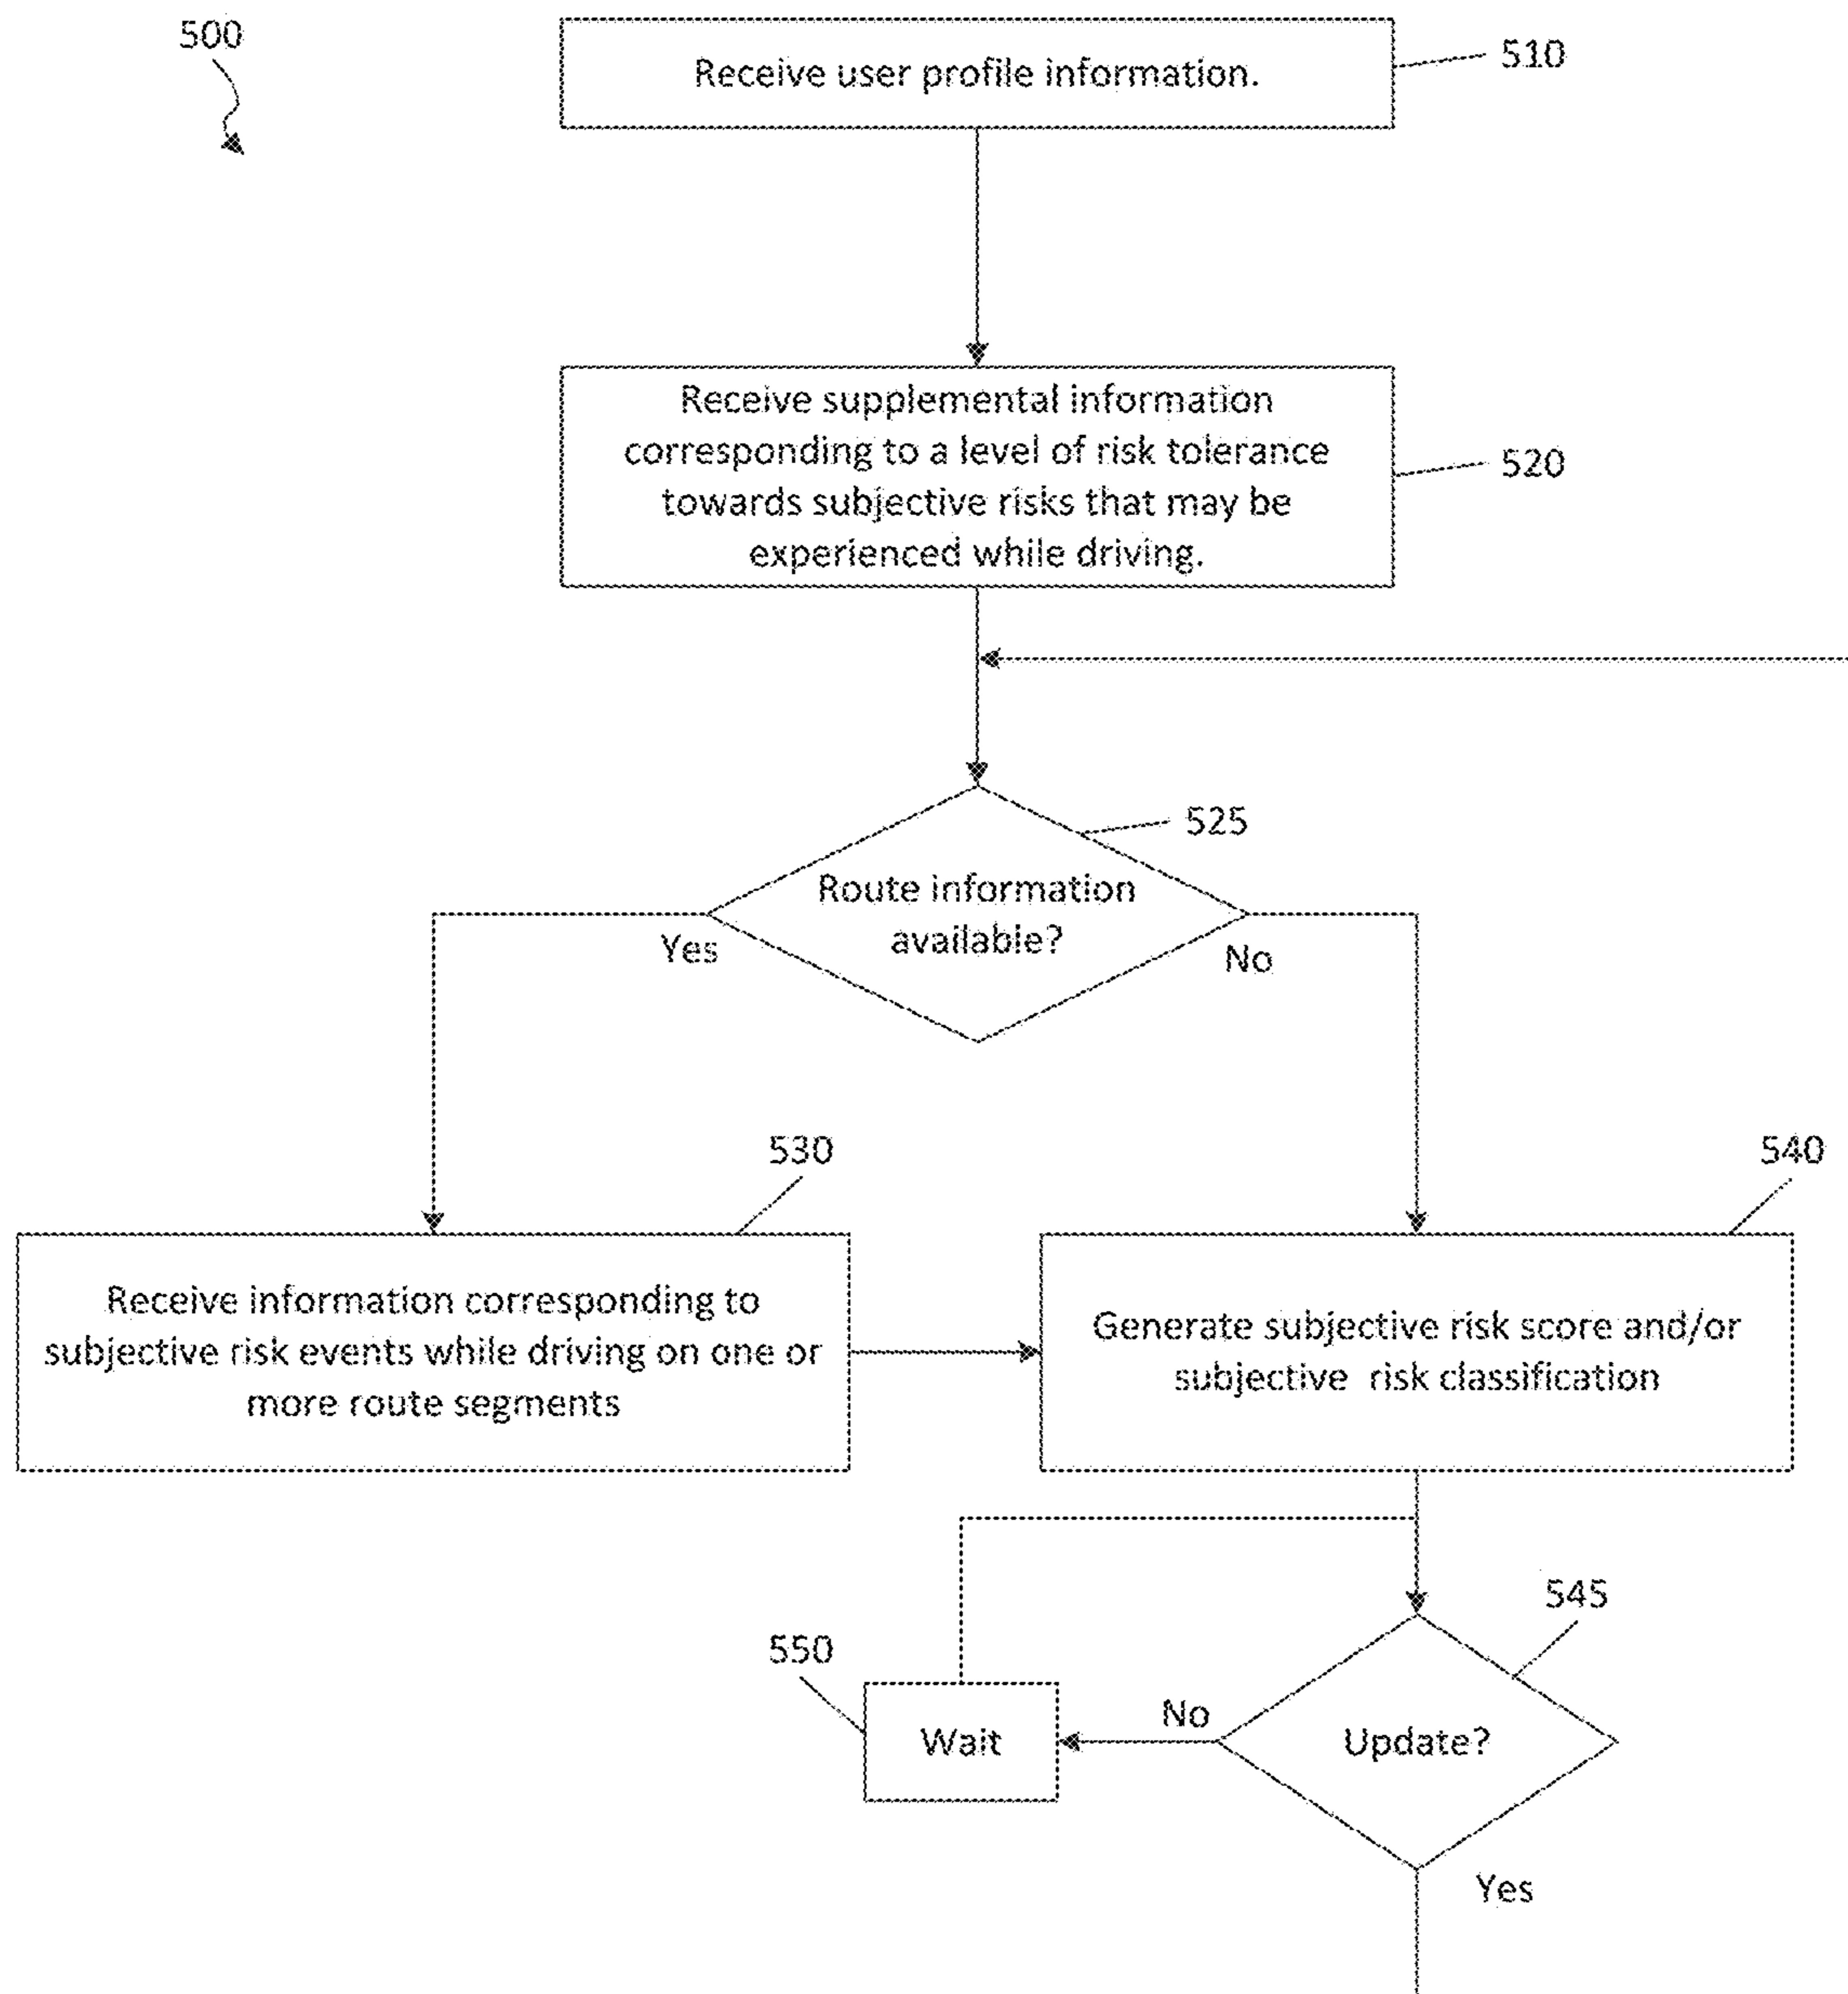 500
Receive user profile information.
510
Receive supplemental information
corresponding to a level of risk tolerance
towards subjective risks that may be
experienced while driving.
520
525
Route information
available?
Yes
No
530
540
Receive information corresponding to
subjective risk events while driving on one or
more route segments
Generate subjective risk score and/or
subjective risk classification
545
550
Wait
No
Update?
Yes